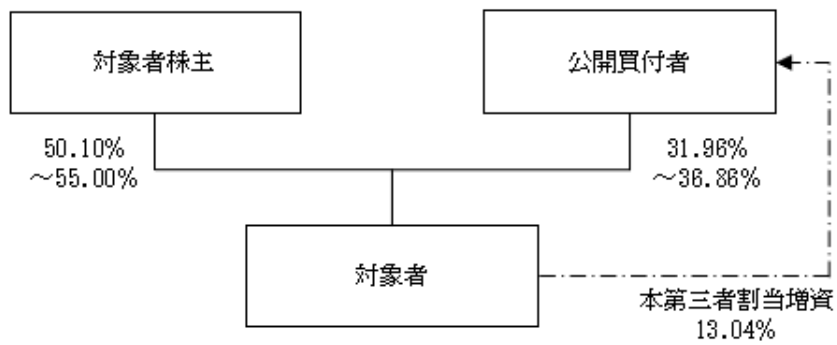 対象者株主
公開買付者
50.10%
～55.00%
31.96%
～36.86%
対象者
本第三者割当増資
13.04%